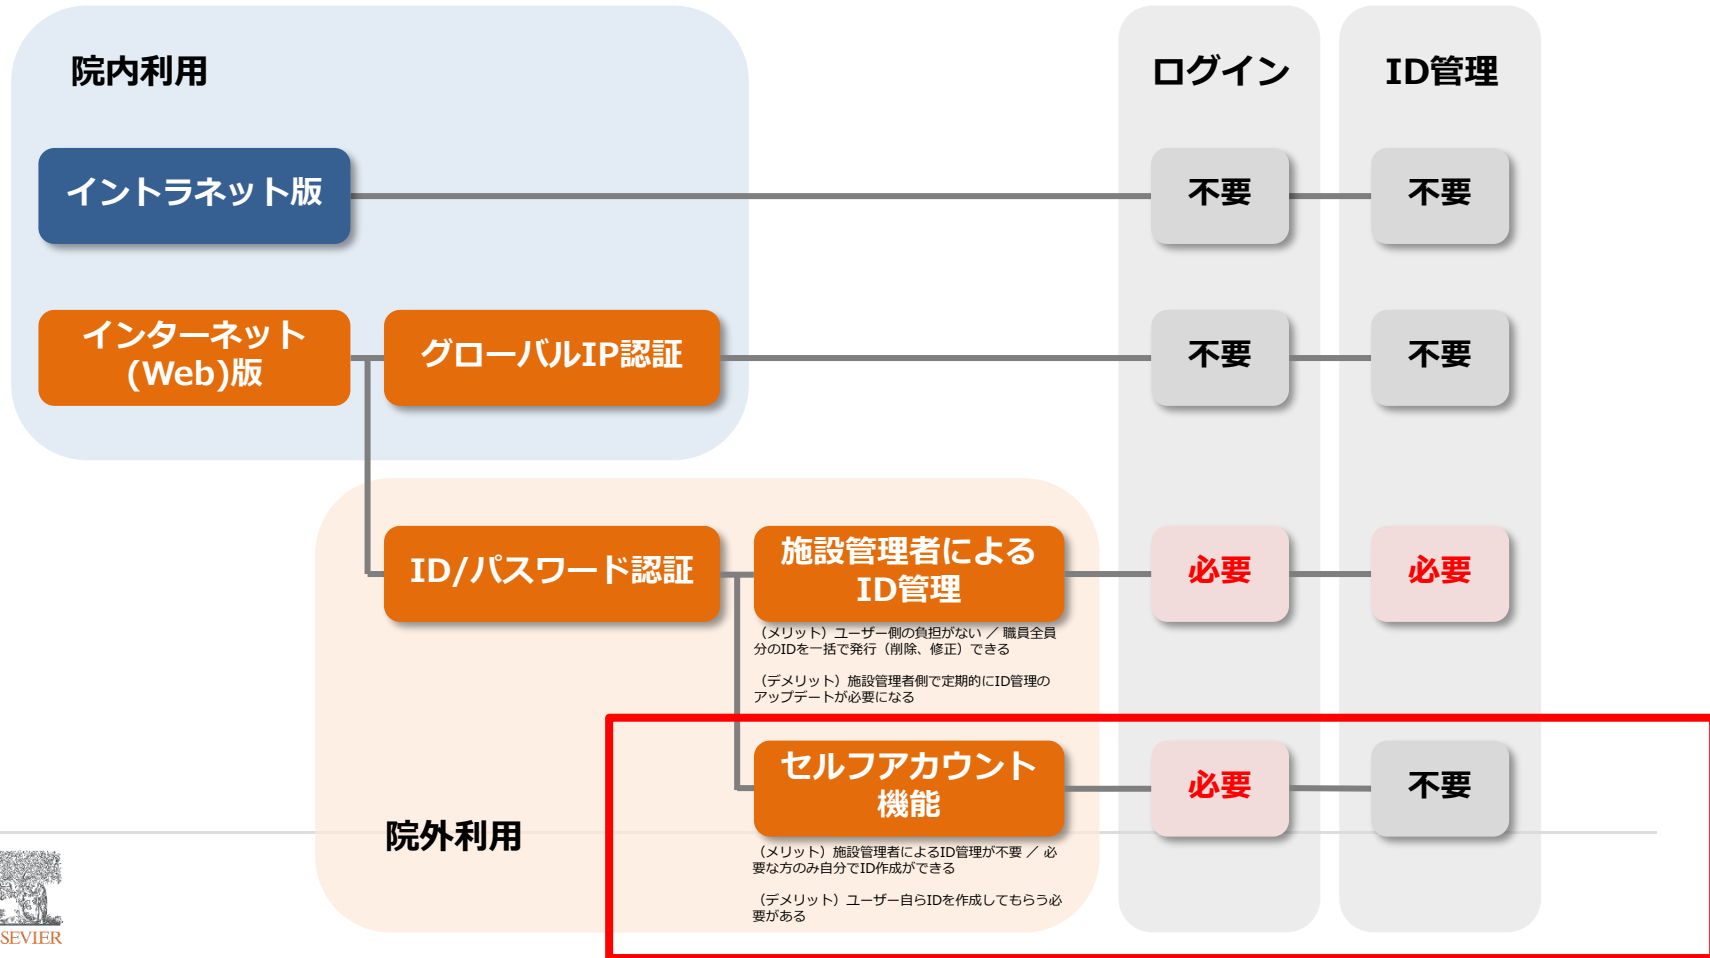 院内利用
ログイン
ID管理
イントラネット版
不要
不要
インターネット
(Web)版
グローバルIP認証
不要
不要
ID/パスワード認証
施設管理者による
ID管理
必要
必要
（メリット）ユーザー側の負担がない ／ 職員全員
分のIDを一括で発行（削除、修正）できる
（デメリット）施設管理者側で定期的にID管理の
アップデートが必要になる
セルフアカウント
機能
必要
不要
院外利用
（メリット）施設管理者によるID管理が不要 ／ 必
要な方のみ自分でID作成ができる
（デメリット）ユーザー自らIDを作成してもらう必
要がある
SEVIER